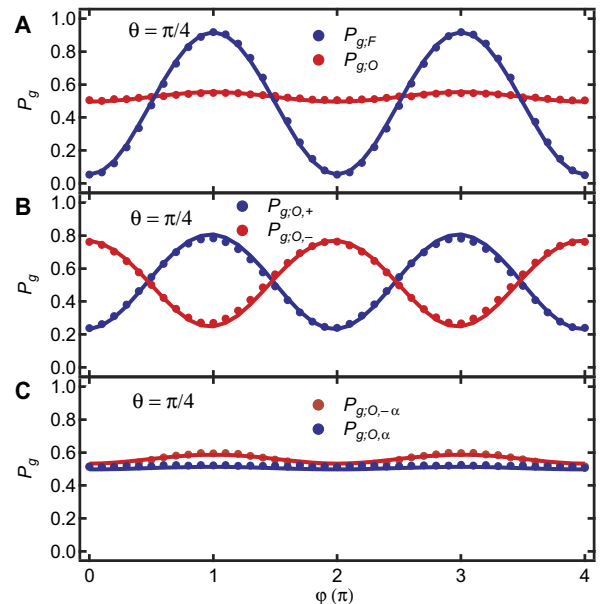 A
θ = π/4
P_{g;F}
P_{g;O}
1.0
0.8
0.6
0.4
0.2
0.0
P_g
B
θ = π/4
P_{g;O,+}
P_{g;O,-}
1.0
0.8
0.6
0.4
0.2
0.0
P_g
C
θ = π/4
P_{g;O,-α}
P_{g;O,α}
1.0
0.8
0.6
0.4
0.2
0.0
P_g
0 1 2 3 4
φ (π)